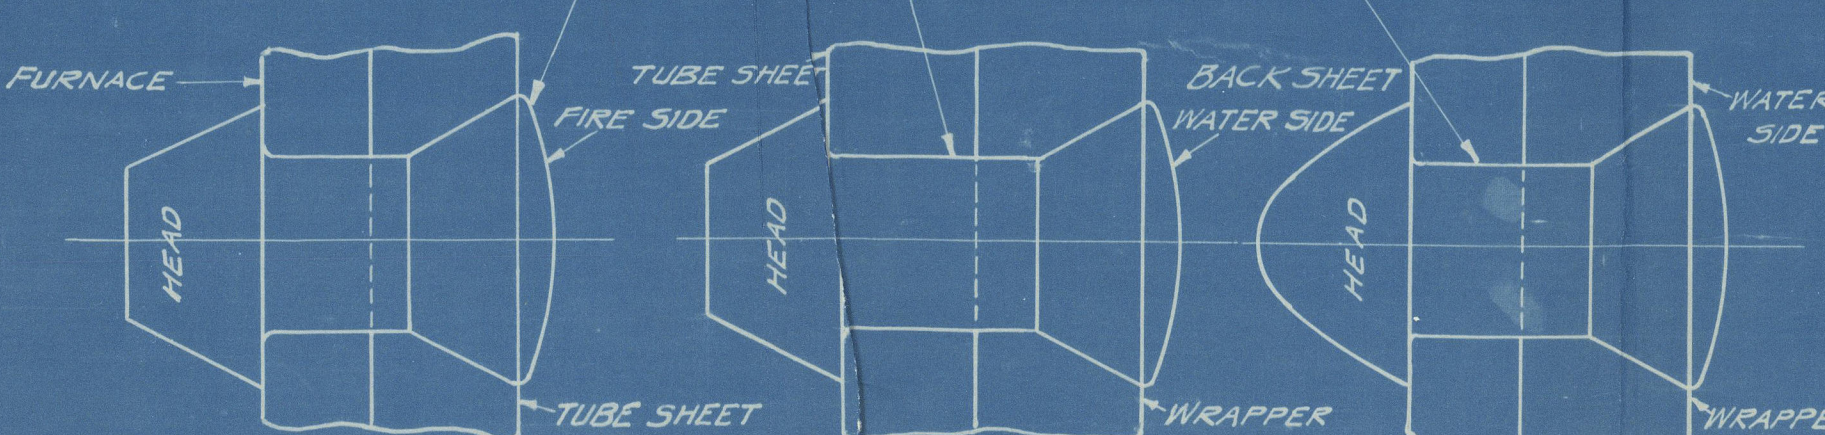 FURNACE
FIRE SIDE
HEAD
TUBE SHEET
TUBE SHEE
WATER SIDE
HEAD
WRAPPER
BACK SHEET
WATER
SIDE
HEAD
WRAPPE